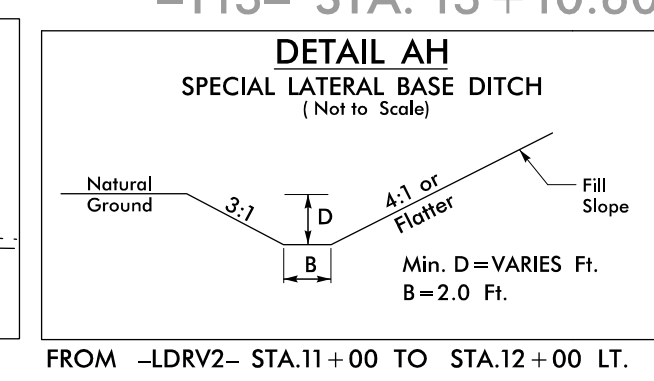 DETAIL AH
SPECIAL LATERAL BASE DITCH
( Not to Scale)
Natural
Ground
3:1
D
4:1 or
Flatter
Fill
Slope
B
Min. D=VARIES Ft.
B=2.0 Ft.
FROM –LDRV2– STA.11+00 TO STA.12+00 LT.